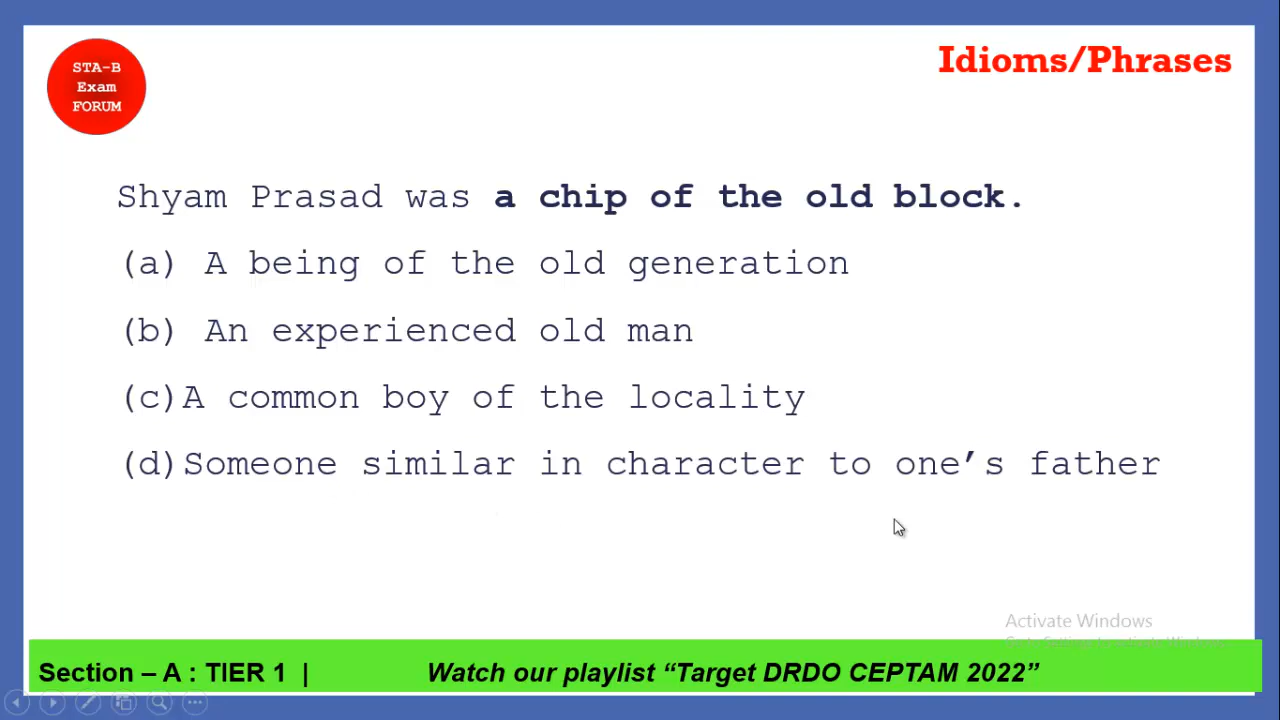 STA-B
Exam
FORUM
Idioms/Phrases
Shyam Prasad was a chip of the old block.
(a) A being of the old generation
(b) An experienced old man
(c)A common boy of the locality
(d)Someone similar in character to one’s father
Activate Windows
Section – A : TIER 1 | Watch our playlist “Target DRDO CEPTAM 2022”